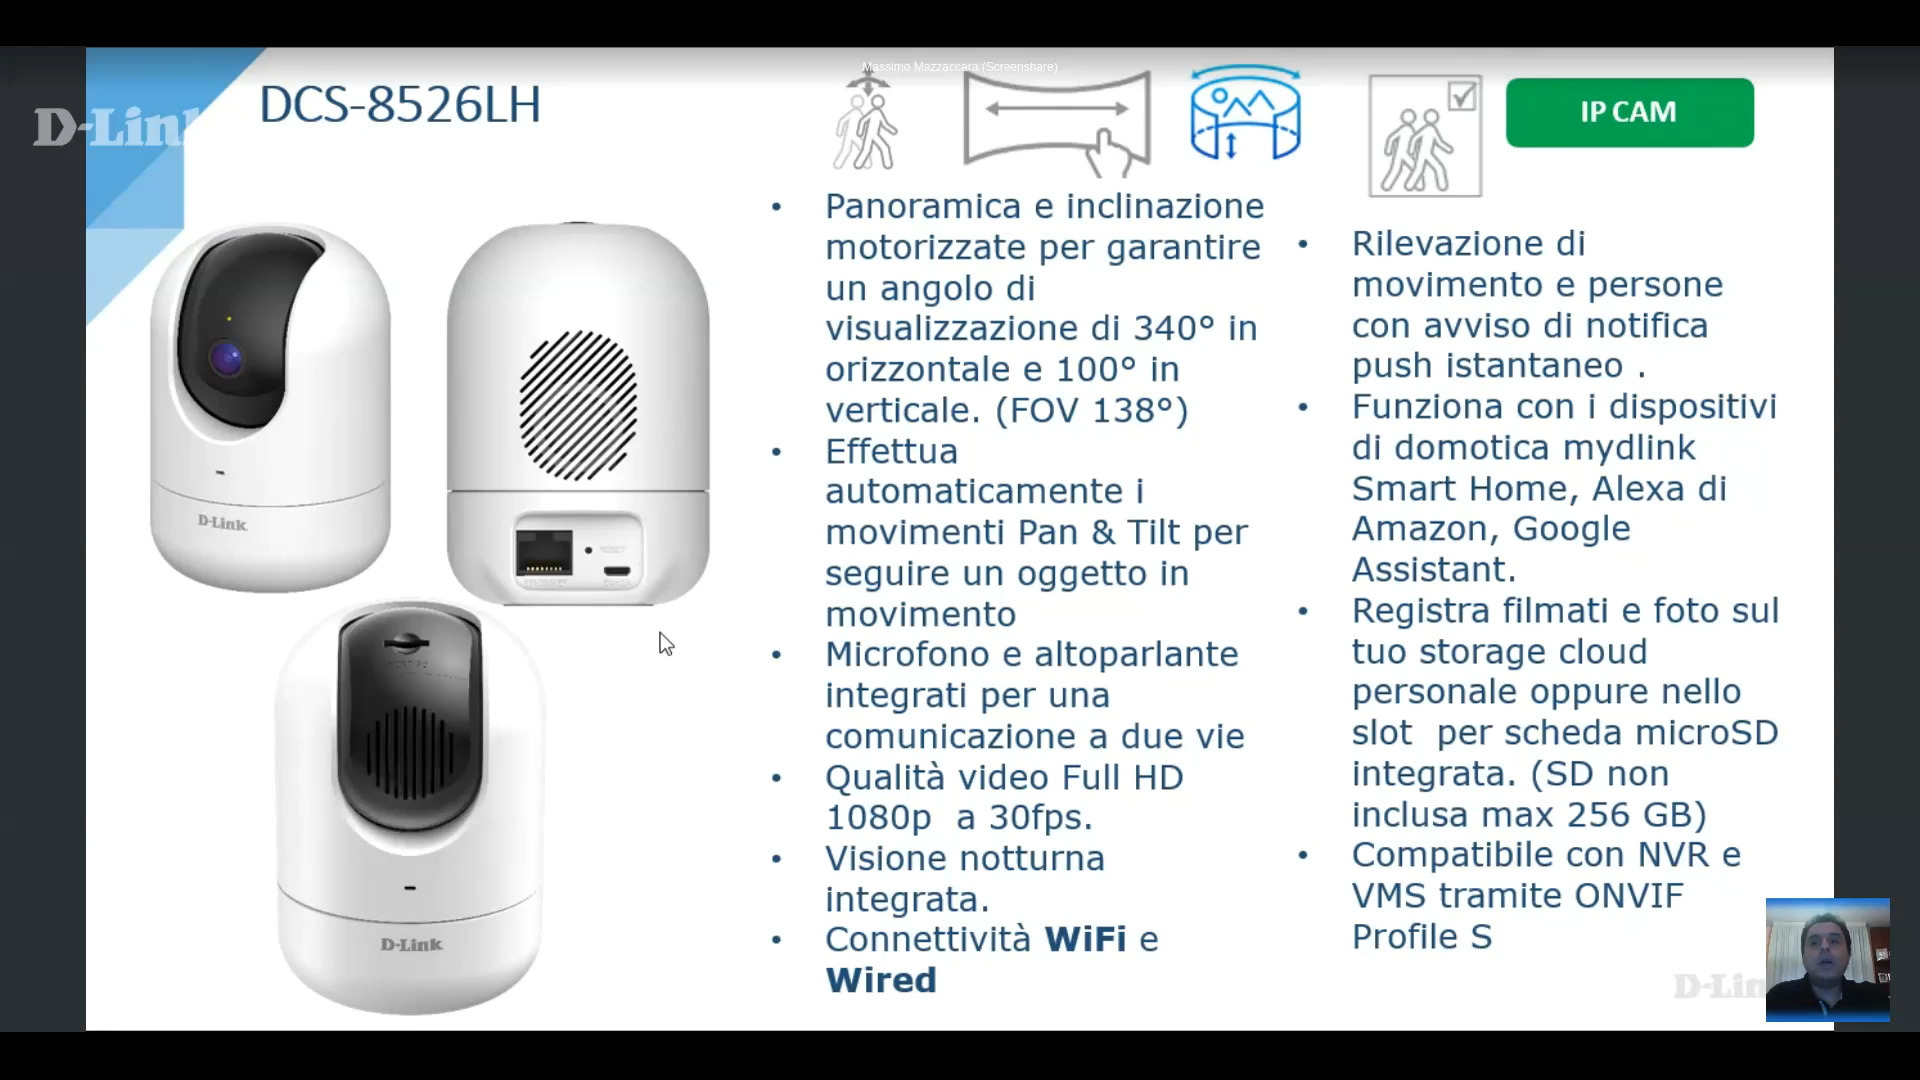 Massimo Mazzaccara (Screenshare)
D-Link
DCS-8526LH
IP CAM
• Panoramica e inclinazione
motorizzate per garantire
un angolo di
visualizzazione di 340° in
orizzontale e 100° in
verticale. (FOV 138°)
• Effettua
automaticamente i
movimenti Pan & Tilt per
seguire un oggetto in
movimento
• Microfono e altoparlante
integrati per una
comunicazione a due vie
• Qualità video Full HD
1080p  a 30fps.
• Visione notturna
integrata.
• Connettività WiFi e
Wired
• Rilevazione di
movimento e persone
con avviso di notifica
push istantaneo .
• Funziona con i dispositivi
di domotica mydlink
Smart Home, Alexa di
Amazon, Google
Assistant.
• Registra filmati e foto sul
tuo storage cloud
personale oppure nello
slot  per scheda microSD
integrata. (SD non
inclusa max 256 GB)
• Compatibile con NVR e
VMS tramite ONVIF
Profile S
D-Link
RESET
D-Link
D-Lin